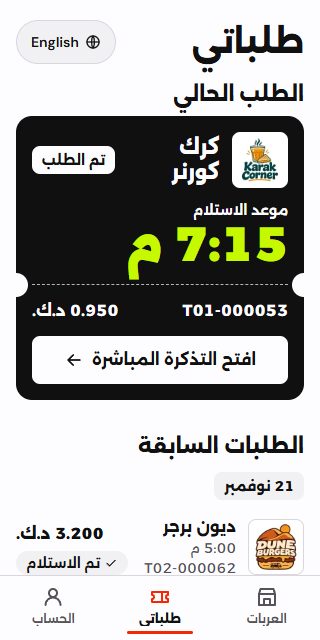 طلباتي
English
الطلب الحالي
Karak
Corner
كرك
كورنر
تم الطلب
موعد الاستلام
7:15 م
T01-000053
0.950 د.ك.
افتح التذكرة المباشرة ←
الطلبات السابقة
21 نوفمبر
DUNE
BURGERS
ديون برجر
5:00 م
T02-000062
3.200 د.ك.
تم الاستلام
العربات
طلباتي
الحساب